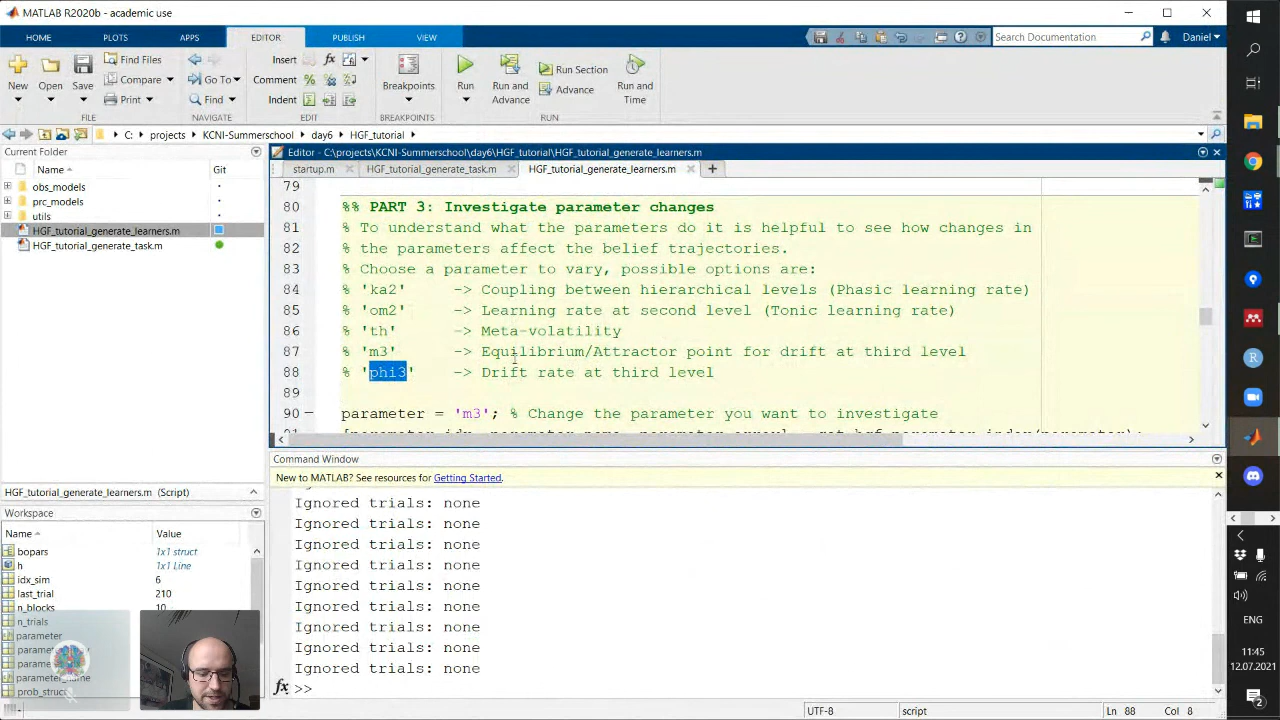 MATLAB R2020b - academic use
HOME PLOTS APPS EDITOR PUBLISH VIEW
Search Documentation
Daniel
New Open Save
Find Files
Compare
Print
Go To
Find
Insert
Comment
Indent
Breakpoints
Run
Run and Advance
Run Section
Advance
Run and Time
FILE NAVIGATE EDIT BREAKPOINTS RUN
C: projects KCNI-Summerschool day6 HGF_tutorial
Current Folder
Name Git
obs_models
prc_models
utils
HGF_tutorial_generate_learners.m
HGF_tutorial_generate_task.m
HGF_tutorial_generate_learners.m (Script)
Workspace
Name Value
bopars 1x1 struct
h 1x1 Line
idx_sim 6
last_trial 210
n_blocks 10
n_trials
parameter
parameter_name
Editor - C:\projects\KCNI-Summerschool\day6\HGF_tutorial\HGF_tutorial_generate_learners.m
startup.m HGF_tutorial_generate_task.m HGF_tutorial_generate_learners.m
79
80 %% PART 3: Investigate parameter changes
81 % To understand what the parameters do it is helpful to see how changes in
82 % the parameters affect the belief trajectories.
83 % Choose a parameter to vary, possible options are:
84 % 'ka2' -> Coupling between hierarchical levels (Phasic learning rate)
85 % 'om2' -> Learning rate at second level (Tonic learning rate)
86 % 'th' -> Meta-volatility
87 % 'm3' -> Equilibrium/Attractor point for drift at third level
88 % 'phi3' -> Drift rate at third level
89
90 parameter = 'm3'; % Change the parameter you want to investigate
Command Window
New to MATLAB? See resources for Getting Started.
Ignored trials: none
Ignored trials: none
Ignored trials: none
Ignored trials: none
Ignored trials: none
Ignored trials: none
Ignored trials: none
Ignored trials: none
Ignored trials: none
fx >>
UTF-8 script Ln 88 Col 8
ENG
11:45
12.07.2021
2